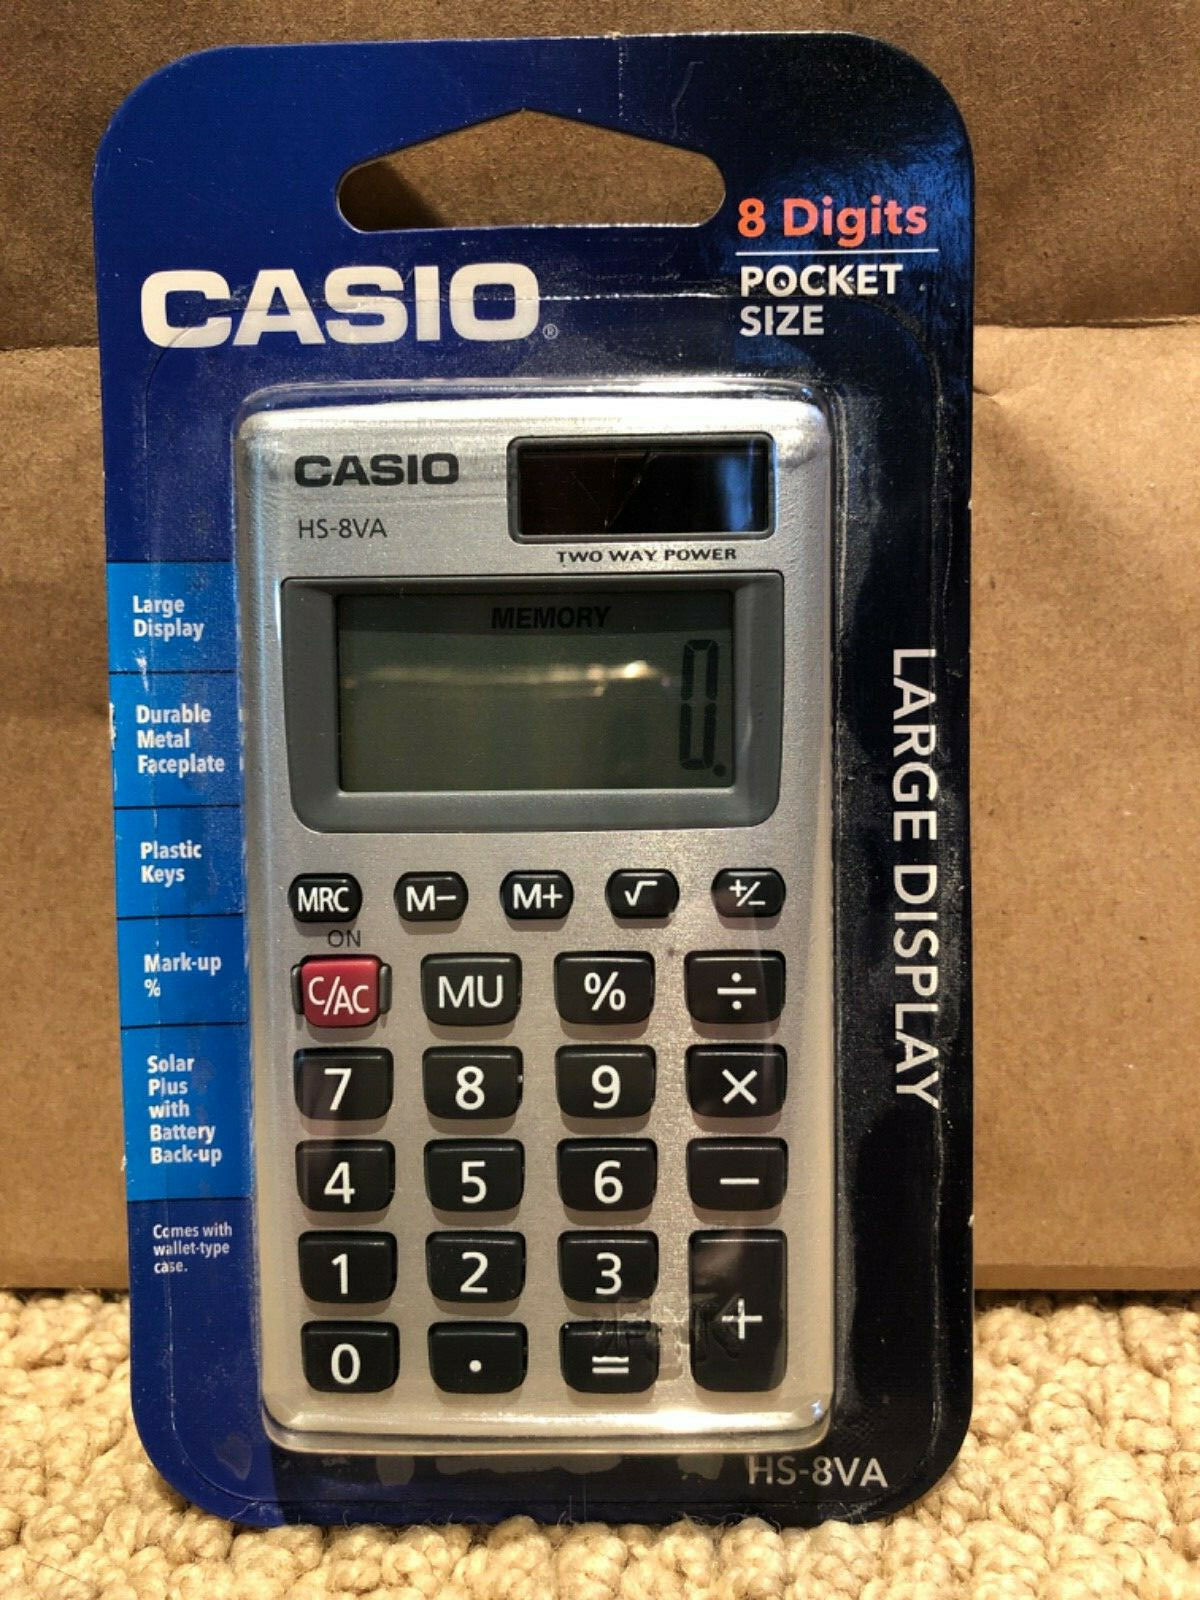 8 Digits
POCKET
SIZE
CASIO®
CASIO
HS-8VA
TWO WAY POWER
MEMORY
0.
Large
Display
Durable
Metal
Faceplate
Plastic
Keys
Mark-up
%
Solar
Plus
with
Battery
Back-up
Comes with
wallet-type
case.
LARGE DISPLAY
MRC M− M+ √ +/−
ON
C/AC MU % ÷
7 8 9 ×
4 5 6 −
1 2 3 +
0 . =
HS-8VA